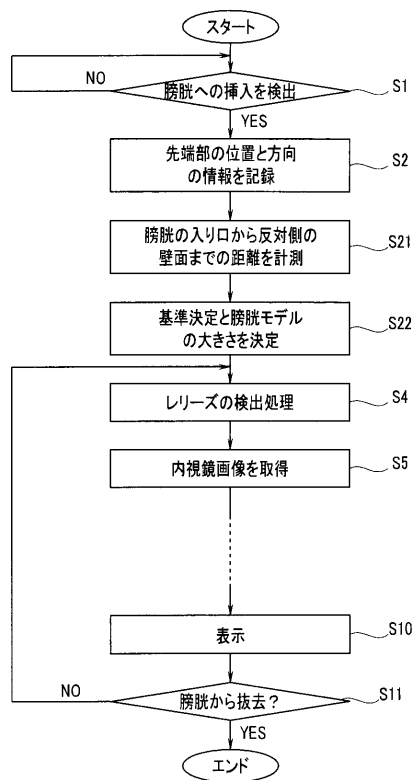 スタート
NO
膀胱への挿入を検出
S1
YES
先端部の位置と方向
の情報を記録
S2
膀胱の入り口から反対側の
壁面までの距離を計測
S21
基準決定と膀胱モデル
の大きさを決定
S22
レリーズの検出処理
S4
内視鏡画像を取得
S5
表示
S10
NO
膀胱から抜去?
S11
YES
エンド